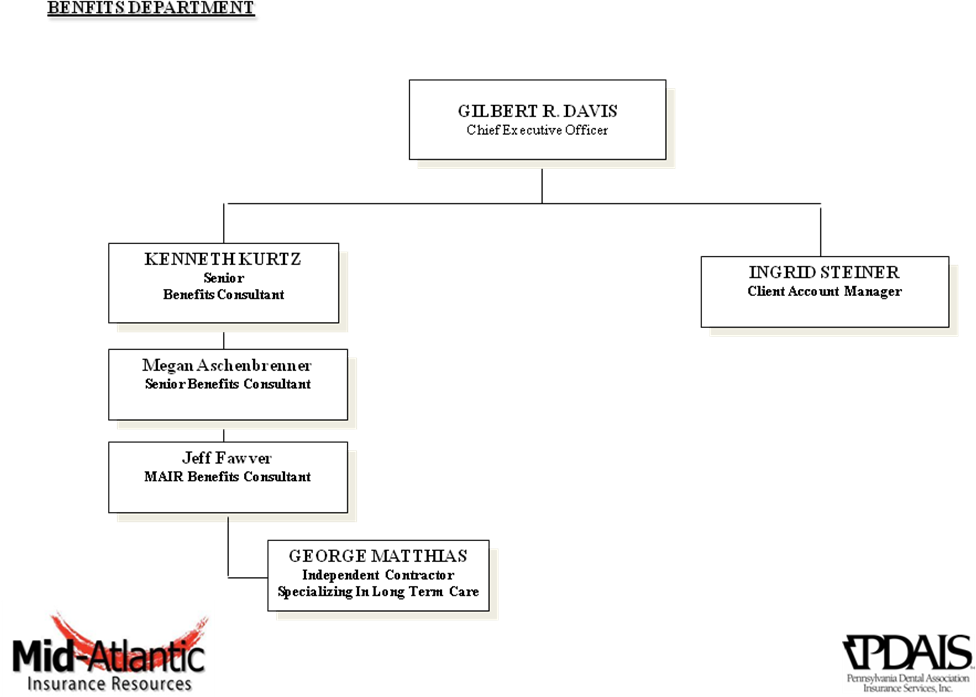 BENFITS DEPARTMENT
GILBERT R. DAVIS
Chief Executive Officer
KENNETH KURTZ
Senior
Benefits Consultant
INGRID STEINER
Client Account Manager
Megan Aschenbrenner
Senior Benefits Consultant
Jeff Fawver
MAIR Benefits Consultant
GEORGE MATTHIAS
Independent Contractor
Specializing In Long Term Care
Mid-Atlantic
Insurance Resources
PDAIS
Pennsylvania Dental Association
Insurance Services, Inc.